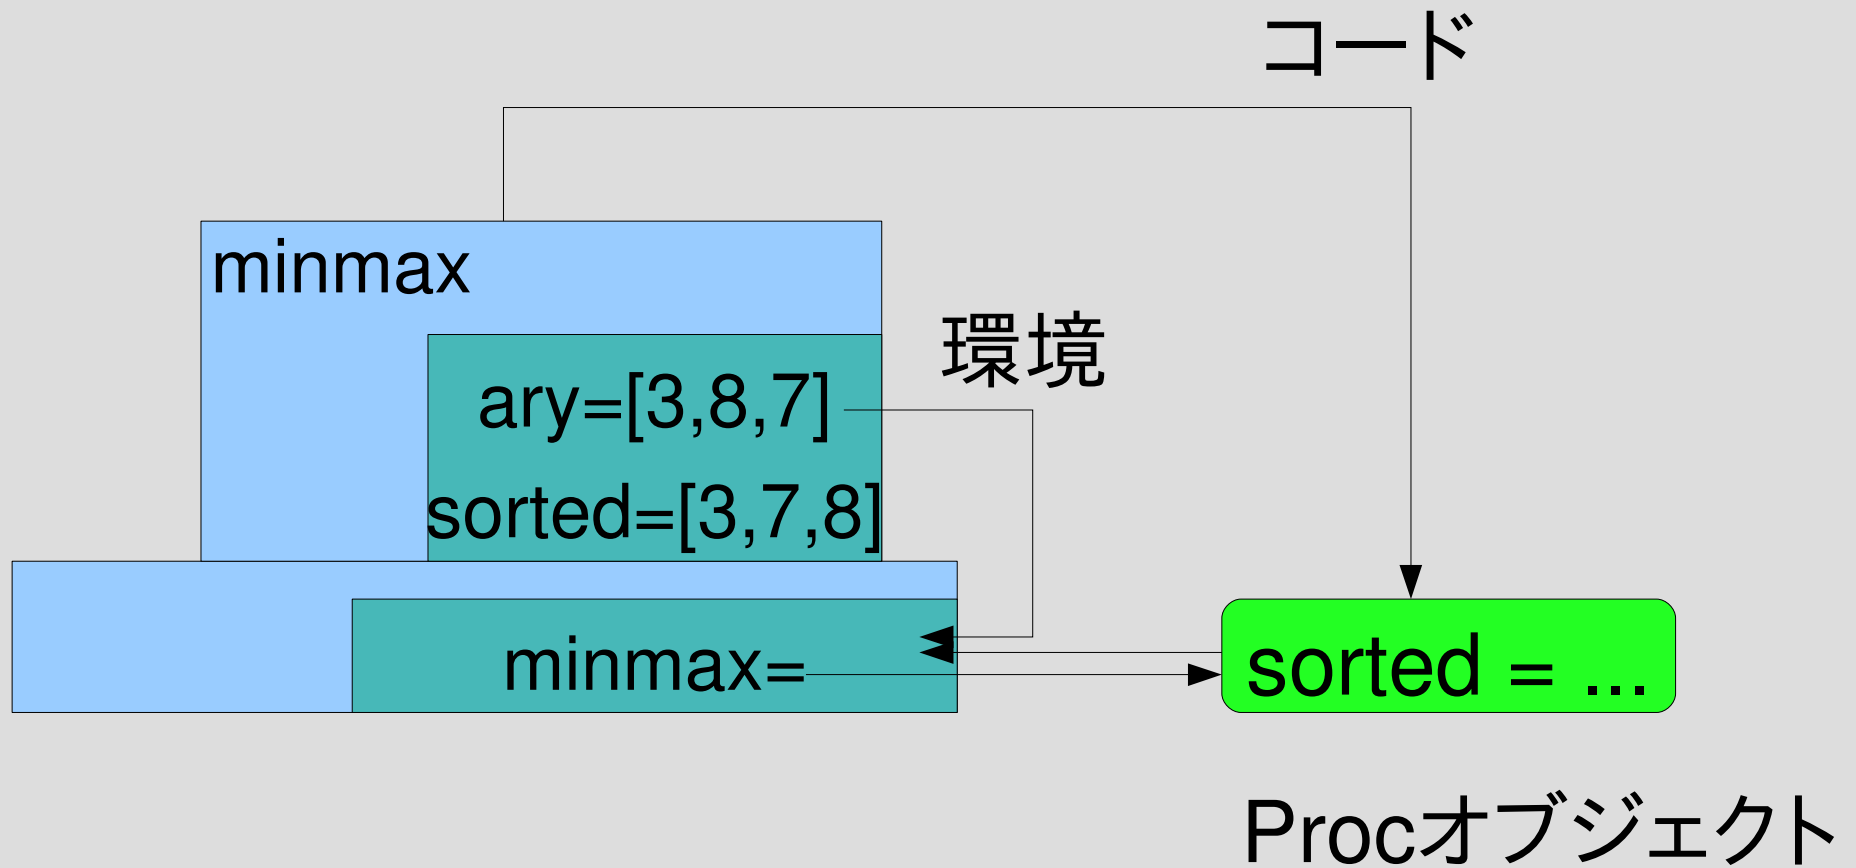 コード
minmax
環境
ary=[3,8,7]
sorted=[3,7,8]
minmax=
sorted = ...
Procオブジェクト